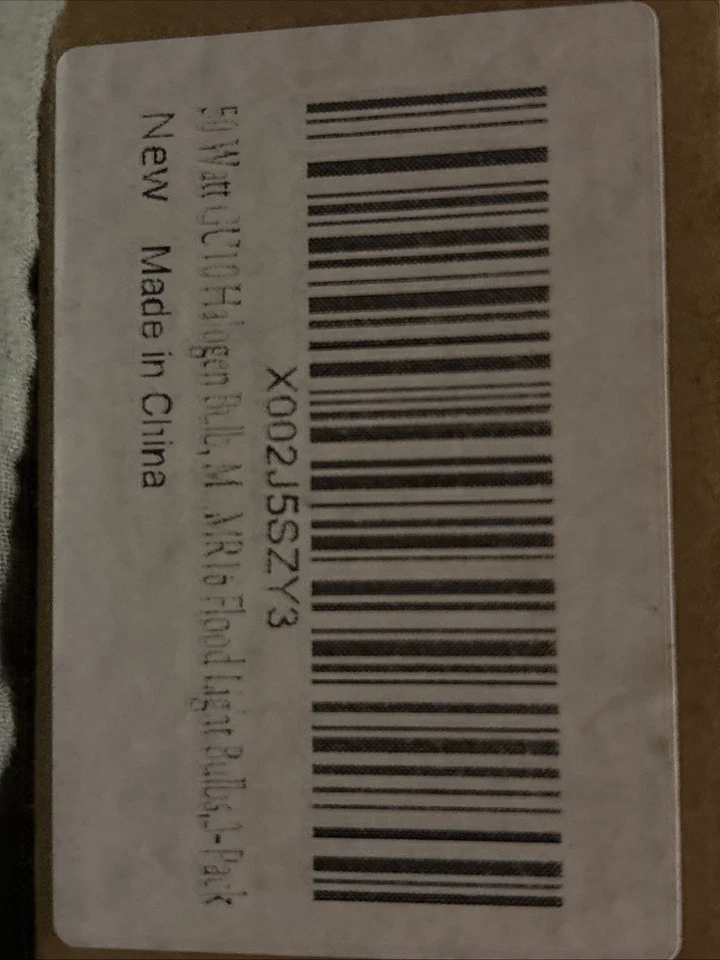 X002J5SZY3
50 Watt GU10 Halogen Bulb, M MR16 Flood Light Bulbs,3-Pack
New Made in China